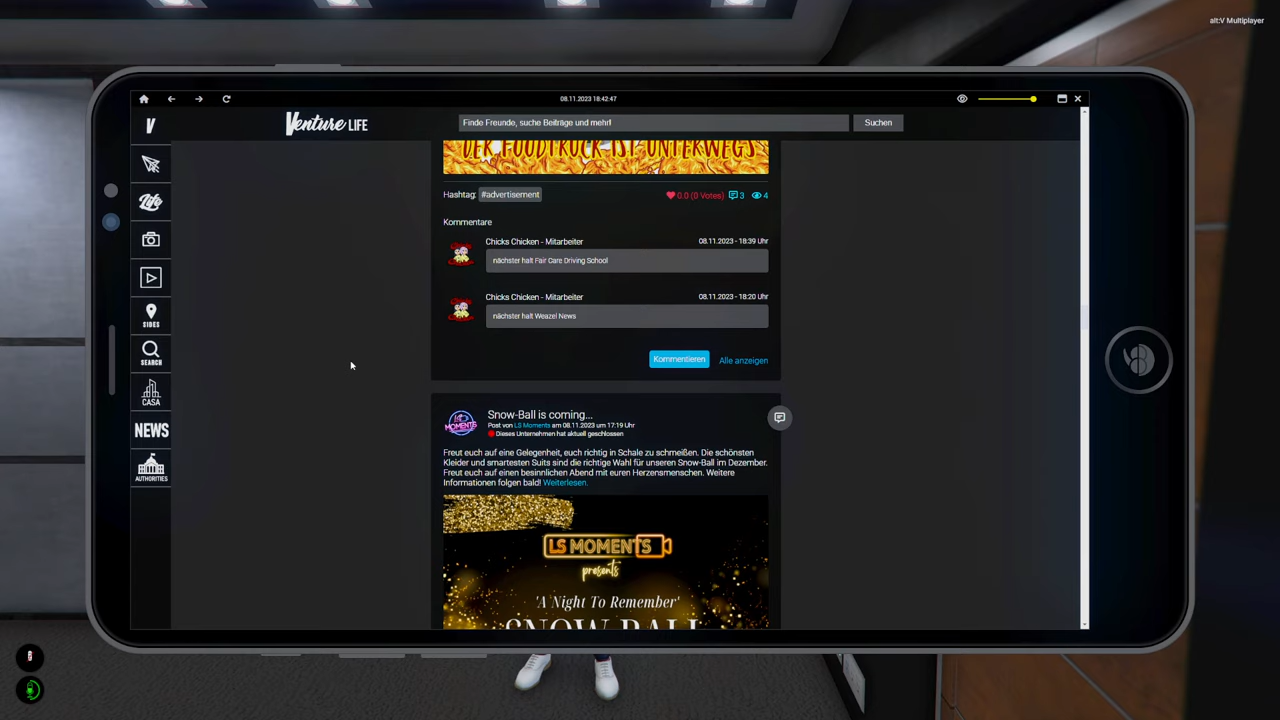 alt:V Multiplayer
08.11.2023 18:42:47
V
Venture LIFE
Finde Freunde, suche Beiträge und mehr!
Suchen
Life
SIDES
SEARCH
CASA
NEWS
AUTHORITIES
DER FOODTRUCK IST UNTERWEGS
Hashtag: #advertisement
0.0 (0 Votes) 3 4
Kommentare
Chicks Chicken - Mitarbeiter 08.11.2023 - 18:39 Uhr
nächster halt Fair Care Driving School
Chicks Chicken - Mitarbeiter 08.11.2023 - 18:20 Uhr
nächster halt Weazel News
Kommentieren Alle anzeigen
LS MOMENTS
Snow-Ball is coming...
Post von LS Moments am 08.11.2023 um 17:19 Uhr
Dieses Unternehmen hat aktuell geschlossen
Freut euch auf eine Gelegenheit, euch richtig in Schale zu schmeißen. Die schönsten
Kleider und smartesten Suits sind die richtige Wahl für unseren Snow-Ball im Dezember.
Freut euch auf einen besinnlichen Abend mit euren Herzensmenschen. Weitere
Informationen folgen bald! Weiterlesen.
LS MOMENTS
presents
'A Night To Remember'
SNOW BALL